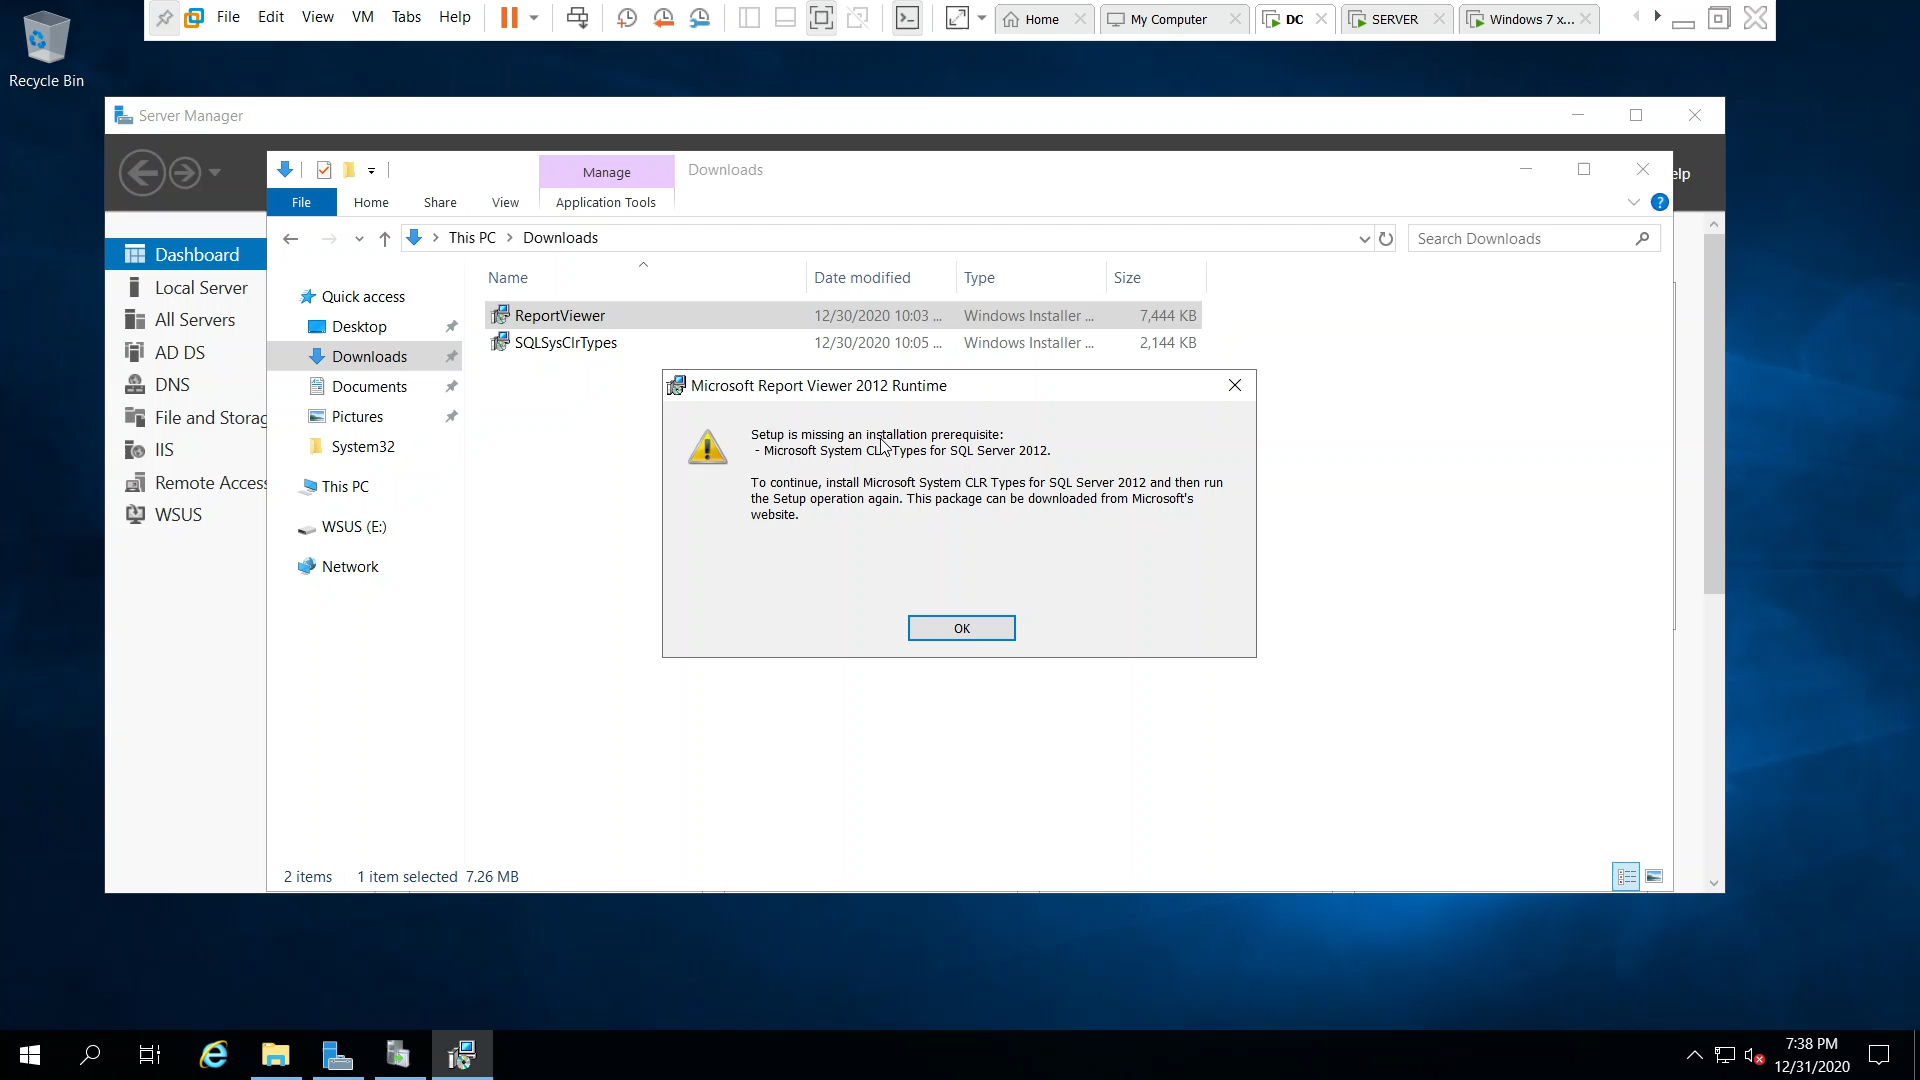 File Edit View VM Tabs Help
Home
My Computer
DC
SERVER
Windows 7 x...
Recycle Bin
Server Manager
Manage
Downloads
elp
File
Home
Share
View
Application Tools
This PC
Downloads
Search Downloads
Name
Date modified
Type
Size
Dashboard
Local Server
All Servers
AD DS
DNS
File and Storag
IIS
Remote Access
WSUS
Quick access
Desktop
Downloads
Documents
Pictures
System32
This PC
WSUS (E:)
Network
ReportViewer 12/30/2020 10:03 ... Windows Installer ... 7,444 KB
SQLSysClrTypes 12/30/2020 10:05 ... Windows Installer ... 2,144 KB
Microsoft Report Viewer 2012 Runtime
Setup is missing an installation prerequisite:
- Microsoft System CLR Types for SQL Server 2012.
To continue, install Microsoft System CLR Types for SQL Server 2012 and then run
the Setup operation again. This package can be downloaded from Microsoft's
website.
OK
2 items 1 item selected 7.26 MB
7:38 PM
12/31/2020